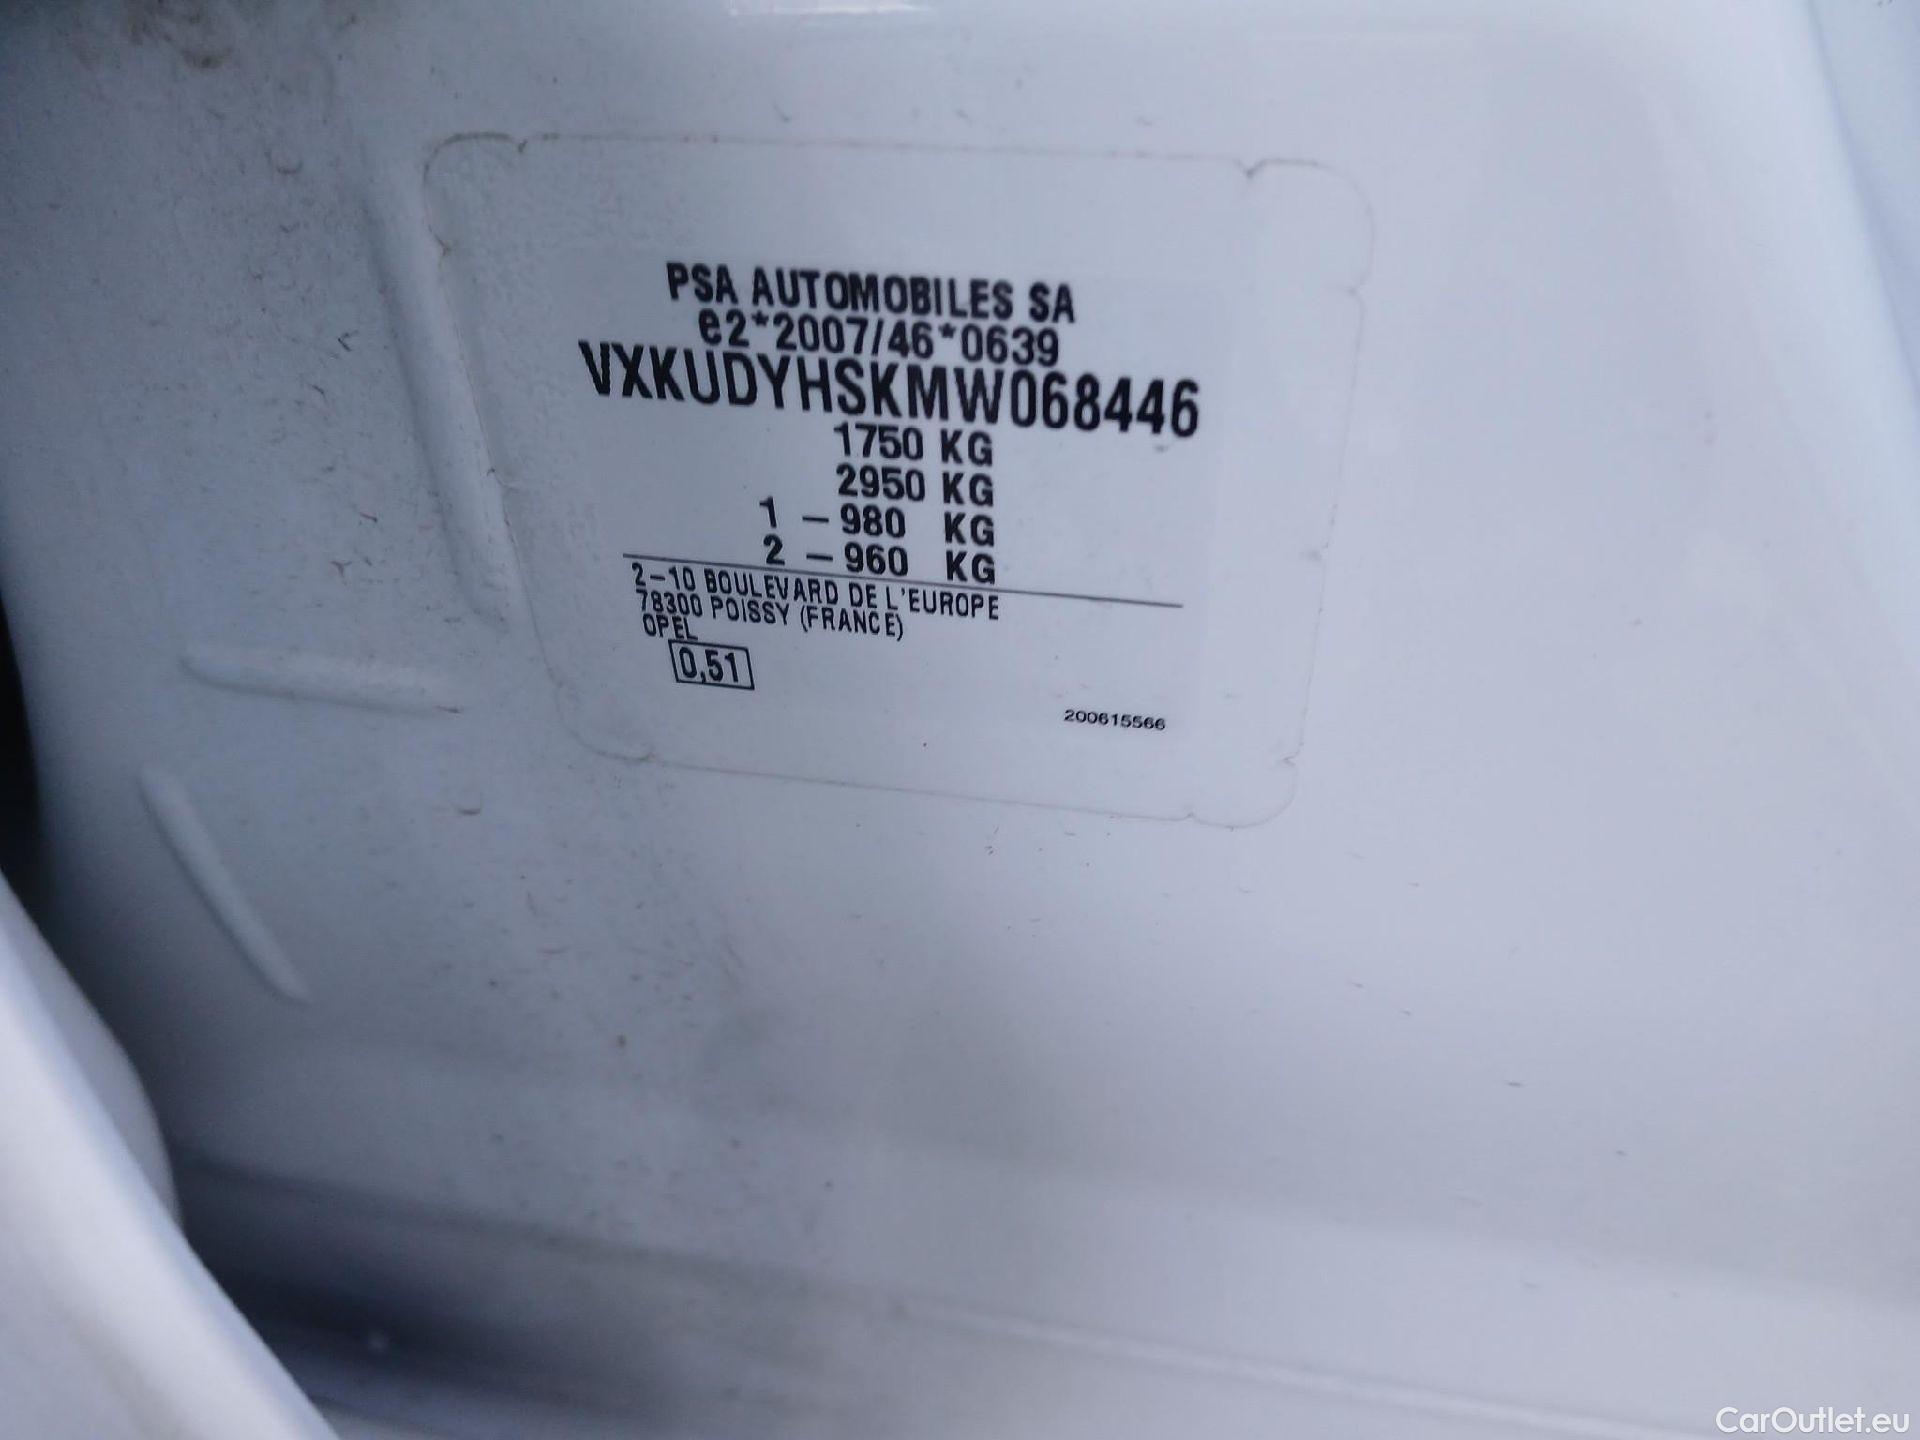 PSA AUTOMOBILES SA
e2*2007/46*0639
VXKUDYHSKMW068446
1750 KG
2950 KG
1 – 980 KG
2 – 960 KG
2–10 BOULEVARD DE L'EUROPE
78300 POISSY (FRANCE)
OPEL
0,51
200615566
CarOutlet.eu